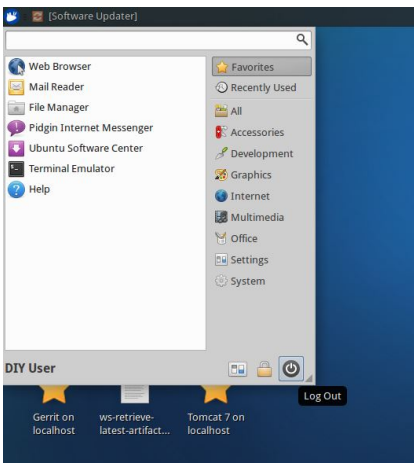 [Software Updater]
Web Browser
Mail Reader
File Manager
Pidgin Internet Messenger
Ubuntu Software Center
Terminal Emulator
Help
Favorites
Recently Used
All
Accessories
Development
Graphics
Internet
Multimedia
Office
Settings
System
DIY User
Log Out
Gerrit on
localhost
ws-retrieve-
latest-artifact...
Tomcat 7 on
localhost